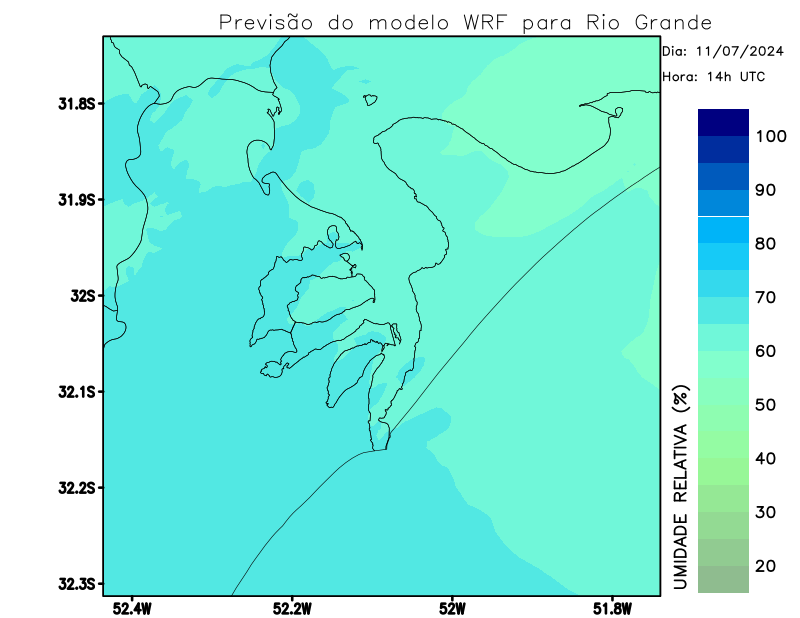 Previsão do modelo WRF para Rio Grande
Dia: 11/07/2024
Hora: 14h UTC
31.8S
31.9S
32S
32.1S
32.2S
32.3S
52.4W
52.2W
52W
51.8W
100
90
80
70
60
50
40
30
20
UMIDADE RELATIVA (%)